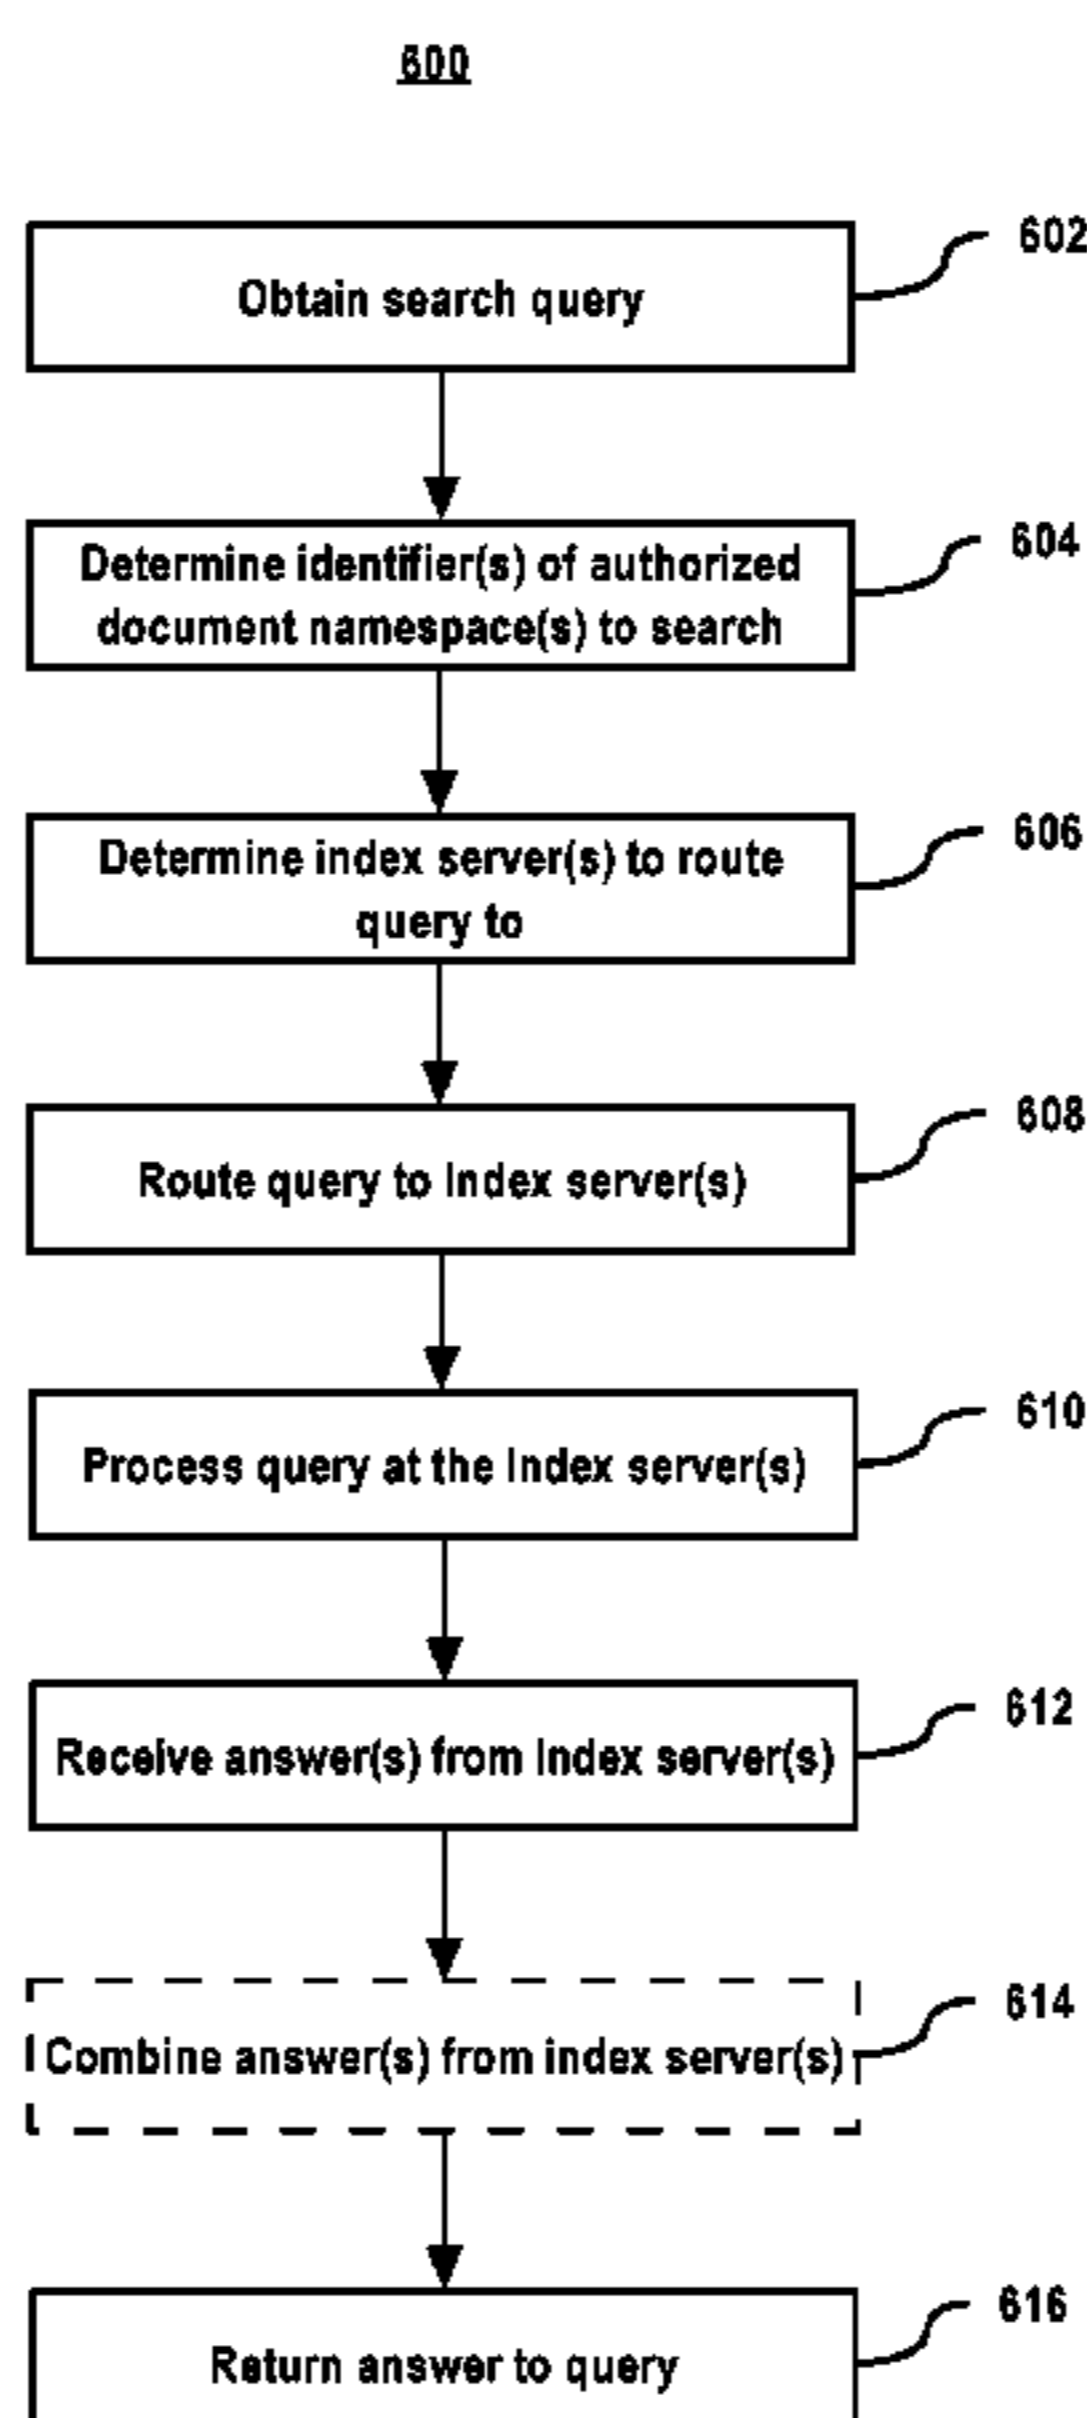 600
602
Obtain search query
604
Determine identifier(s) of authorized
document namespace(s) to search
606
Determine index server(s) to route
query to
608
Route query to Index server(s)
610
Process query at the Index server(s)
612
Receive answer(s) from Index server(s)
614
Combine answer(s) from index server(s)
616
Return answer to query